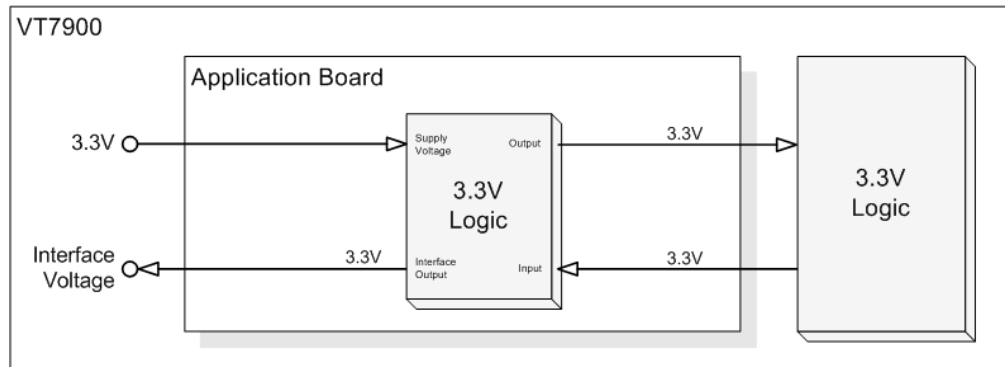 VT7900
Application Board
3.3V
Supply
Voltage
Output
3.3V
3.3V
Logic
3.3V
Logic
Interface
Voltage
3.3V
Interface
Output
Input
3.3V